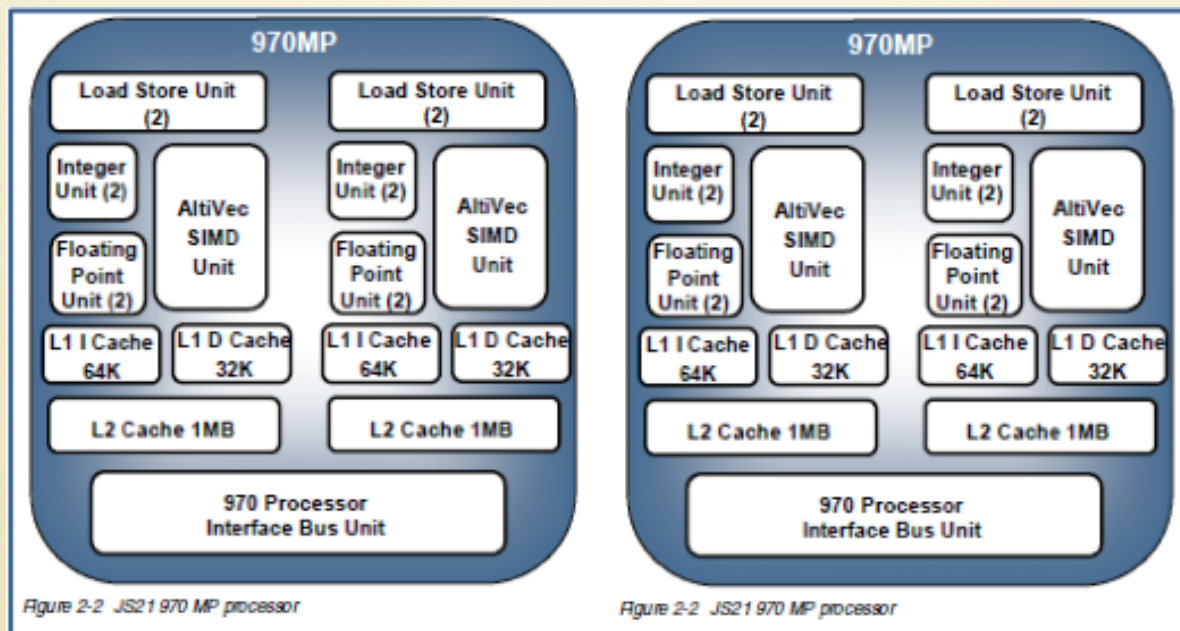 970MP
Load Store Unit
(2)
Load Store Unit
(2)
Integer
Unit (2)
AltiVec
SIMD
Unit
Integer
Unit (2)
AltiVec
SIMD
Unit
Floating
Point
Unit (2)
Floating
Point
Unit (2)
L1 I Cache
64K
L1 D Cache
32K
L1 I Cache
64K
L1 D Cache
32K
L2 Cache 1MB
L2 Cache 1MB
970 Processor
Interface Bus Unit
Figure 2-2 JS21 970 MP processor
970MP
Load Store Unit
(2)
Load Store Unit
(2)
Integer
Unit (2)
AltiVec
SIMD
Unit
Integer
Unit (2)
AltiVec
SIMD
Unit
Floating
Point
Unit (2)
Floating
Point
Unit (2)
L1 I Cache
64K
L1 D Cache
32K
L1 I Cache
64K
L1 D Cache
32K
L2 Cache 1MB
L2 Cache 1MB
970 Processor
Interface Bus Unit
Figure 2-2 JS21 970 MP processor